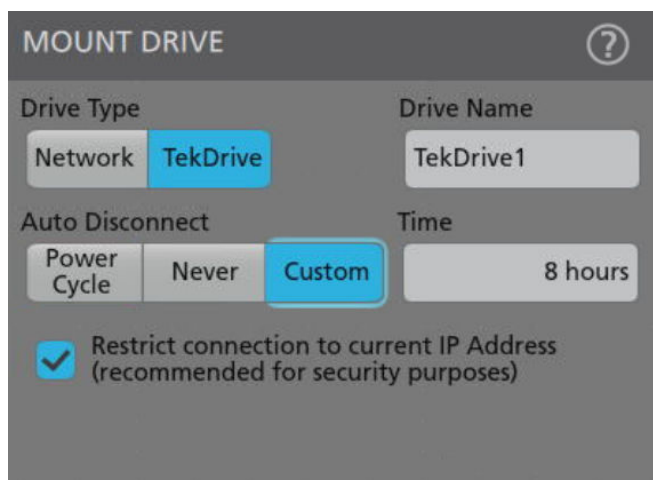 MOUNT DRIVE ?
Drive Type Drive Name
Network TekDrive TekDrive1
Auto Disconnect Time
Power
Cycle Never Custom 8 hours
Restrict connection to current IP Address
(recommended for security purposes)